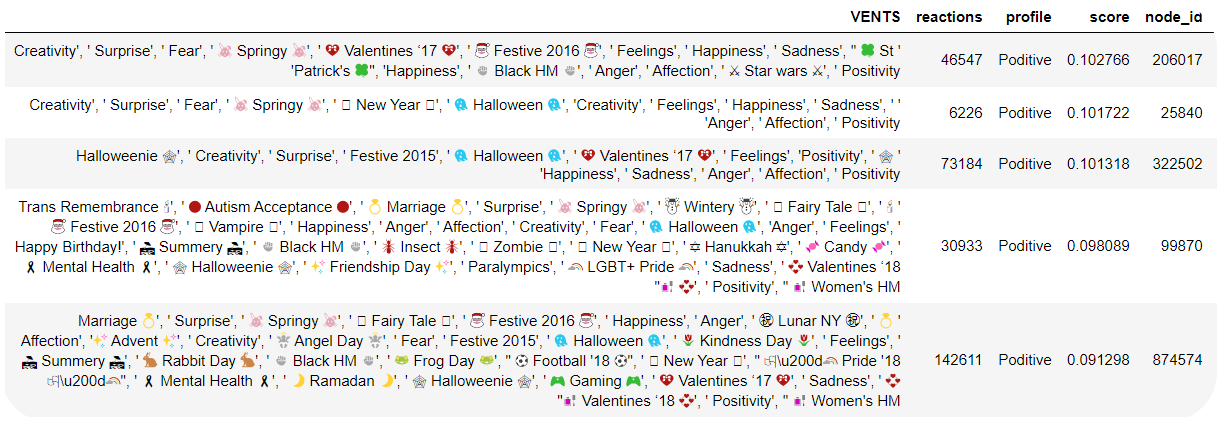 VENTS reactions profile score node_id
Creativity', ' Surprise', ' Fear', ' 🐰 Springy 🐰', ' 💖 Valentines ‘17 💖', ' 🎅 Festive 2016 🎅', ' Feelings', ' Happiness', ' Sadness', " 🍀 St '
'Patrick's 🍀", 'Happiness', ' ✊ Black HM ✊', ' Anger', ' Affection', ' ⚔ Star wars ⚔', ' Positivity
46547 Poditive 0.102766 206017
Creativity', ' Surprise', ' Fear', ' 🐰 Springy 🐰', ' 􏿿 New Year 􏿿', ' Halloween ', 'Creativity', ' Feelings', ' Happiness', ' Sadness', ' '
'Anger', ' Affection', ' Positivity
6226 Poditive 0.101722 25840
Halloweenie 🕸', ' Creativity', ' Surprise', ' Festive 2015', ' Halloween ', ' 💖 Valentines ‘17 💖', ' Feelings', 'Positivity', ' 🕸 '
'Happiness', ' Sadness', ' Anger', ' Affection', ' Positivity
73184 Poditive 0.101318 322502
Trans Remembrance 🕯', ' 🔴 Autism Acceptance 🔴', ' 💍 Marriage 💍', ' Surprise', ' 🐰 Springy 🐰', ' ☃ Wintery ☃', ' Fairy Tale ', ' 🕯 '
🎅 Festive 2016 🎅', ' Vampire ', ' Happiness', ' Anger', ' Affection', ' Creativity', ' Fear', ' Halloween ', 'Anger', ' Feelings', '
Happy Birthday!', ' 🏖 Summery 🏖', ' ✊ Black HM ✊', ' 🐜 Insect 🐜', ' Zombie ', ' New Year ', ' ✡ Hanukkah ✡', ' 🍬 Candy 🍬', '
🎗 Mental Health 🎗', ' 🕸 Halloweenie 🕸', ' ✨ Friendship Day ✨', ' Paralympics', ' 🌈 LGBT+ Pride 🌈', ' Sadness', ' 💞 Valentines ‘18
" 💞', ' Positivity', " Women's HM
30933 Poditive 0.098089 99870
Marriage 💍', ' Surprise', ' 🐰 Springy 🐰', ' Fairy Tale ', ' 🎅 Festive 2016 🎅', ' Happiness', ' Anger', ' ㊗ Lunar NY ㊗', ' 💍 '
Affection', '✨ Advent ✨', ' Creativity', ' 👼 Angel Day 👼', ' Fear', ' Festive 2015', ' Halloween ', ' 🌷 Kindness Day 🌷', ' Feelings', '
🏖 Summery 🏖', ' 🐇 Rabbit Day 🐇', ' ✊ Black HM ✊', ' 🐸 Frog Day 🐸', " ⚽ Football '18 ⚽", ' New Year ', " 🏳\u200d🌈 Pride '18
🏳\u200d🌈", ' 🎗 Mental Health 🎗', ' 🌙 Ramadan 🌙', ' 🕸 Halloweenie 🕸', ' 🎮 Gaming 🎮', ' 💖 Valentines ‘17 💖', ' Sadness', ' 💞
" Valentines ‘18 💞', ' Positivity', " Women's HM
142611 Poditive 0.091298 874574